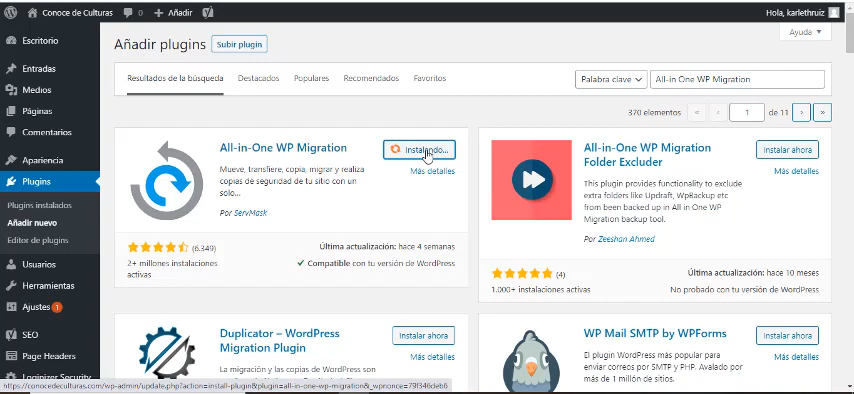 Conoce de Culturas 0 Añadir Hola, karlethruiz
Ayuda
Escritorio
Entradas
Medios
Páginas
Comentarios
Apariencia
Plugins
Plugins instalados
Añadir nuevo
Editor de plugins
Usuarios
Herramientas
Ajustes 1
SEO
Page Headers
Loginizer Security
Añadir plugins Subir plugin
Resultados de la búsqueda Destacados Populares Recomendados Favoritos Palabra clave All-in One WP Migration
370 elementos « ‹ 1 de 11 › »
All-in-One WP Migration
Instalando...
Más detalles
Mueve, transfiere, copia, migrar y realiza
copias de seguridad de tu sitio con un
solo...
Por ServMask
(6.349)
2+ millones instalaciones
activas
Última actualización: hace 4 semanas
Compatible con tu versión de WordPress
All-in-One WP Migration
Folder Excluder
Instalar ahora
Más detalles
This plugin provides functionality to exclude
extra folders like Updraft, WpBackup etc
from been backed up in All in One WP
Migration backup tool.
Por Zeeshan Ahmed
(4)
1.000+ instalaciones activas
Última actualización: hace 10 meses
No probado con tu versión de WordPress
Duplicator – WordPress
Migration Plugin
Instalar ahora
Más detalles
La migración y las copias de WordPress son
WP Mail SMTP by WPForms
Instalar ahora
Más detalles
El plugin WordPress más popular para
enviar correos por SMTP y PHP. Avalado por
más de 1 millón de sitios.
https://conocedeculturas.com/wp-admin/update.php?action=install-plugin&plugin=all-in-one-wp-migration&_wpnonce=79f346deb6